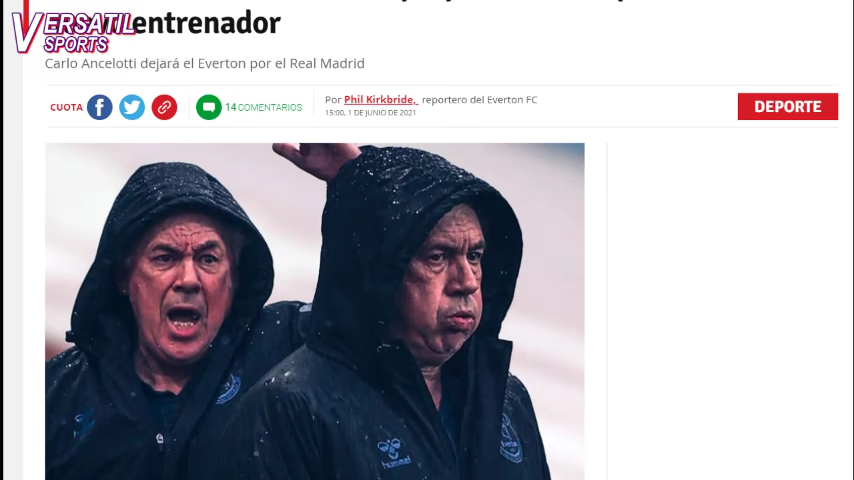 VERSATIL
SPORTS
entrenador
Carlo Ancelotti dejará el Everton por el Real Madrid
CUOTA
14 COMENTARIOS
Por Phil Kirkbride, reportero del Everton FC
15:00, 1 DE JUNIO DE 2021
DEPORTE
hummel
Everton